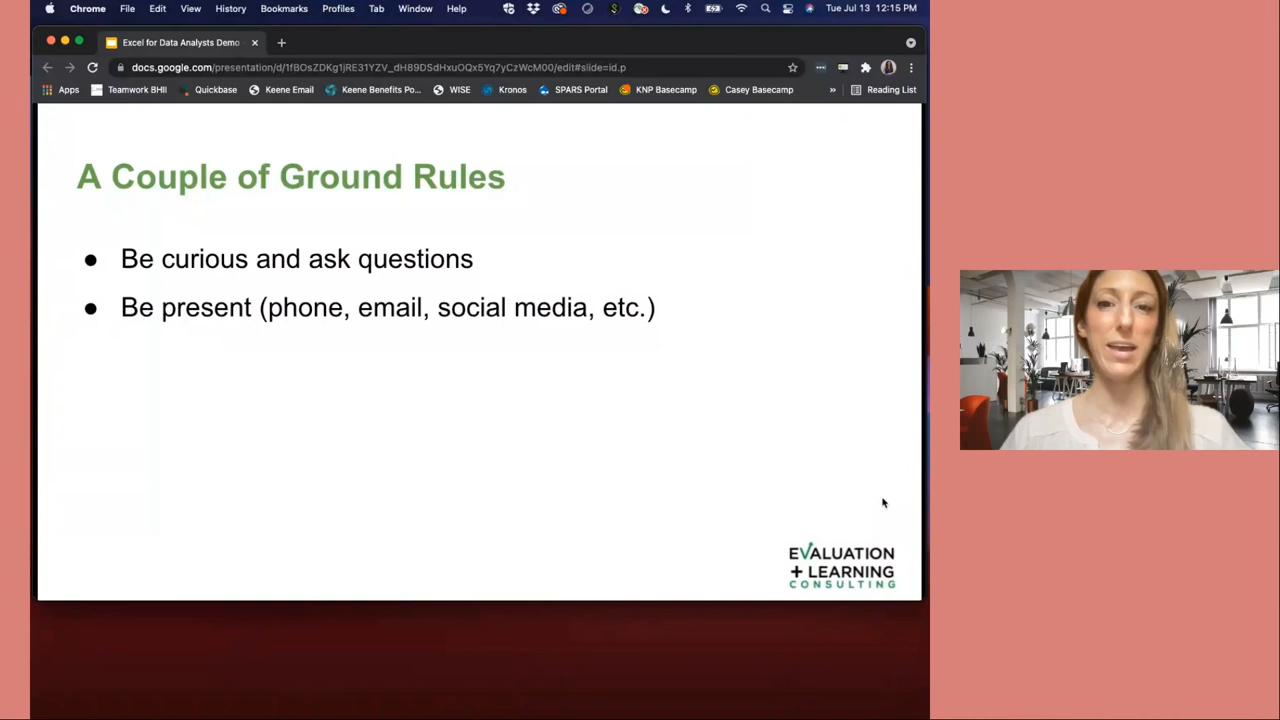 Chrome File Edit View History Bookmarks Profiles Tab Window Help Tue Jul 13 12:15 PM
Excel for Data Analysts Demo
docs.google.com/presentation/d/1fBOsZDKg1jRE31YZV_dH89DSdHxuOQx5Yq7yCzWcM00/edit#slide=id.p
Apps Teamwork BHII Quickbase Keene Email Keene Benefits Po... WISE Kronos SPARS Portal KNP Basecamp Casey Basecamp » Reading List
A Couple of Ground Rules
● Be curious and ask questions
● Be present (phone, email, social media, etc.)
EVALUATION
+ LEARNING
CONSULTING